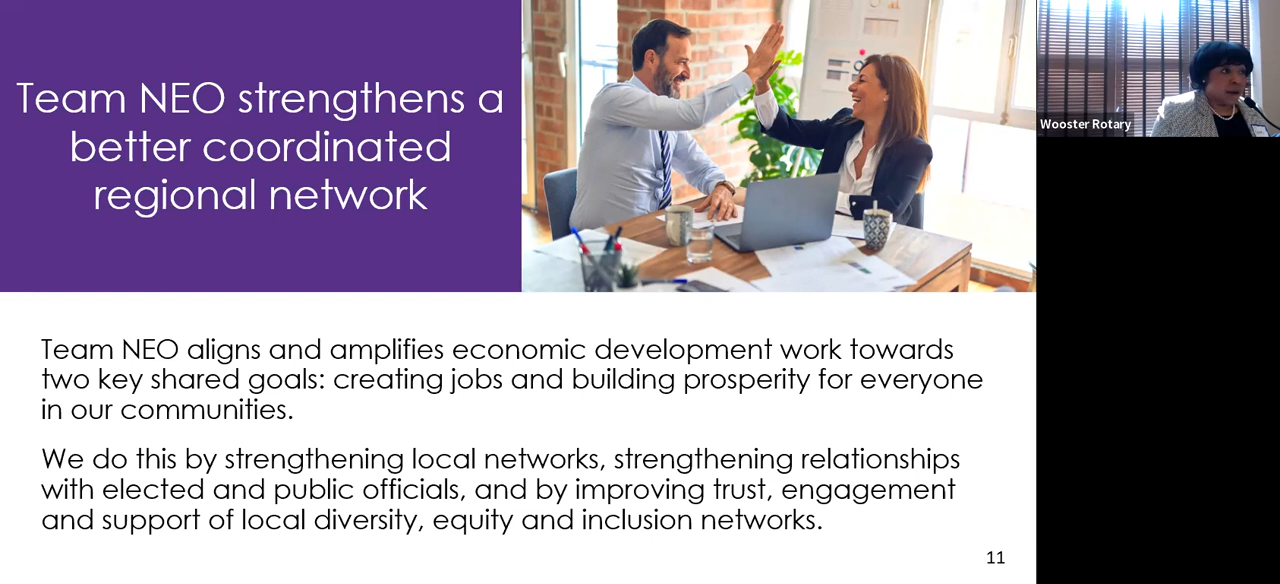 Team NEO strengthens a
better coordinated
regional network
Wooster Rotary
Team NEO aligns and amplifies economic development work towards
two key shared goals: creating jobs and building prosperity for everyone
in our communities.
We do this by strengthening local networks, strengthening relationships
with elected and public officials, and by improving trust, engagement
and support of local diversity, equity and inclusion networks.
11